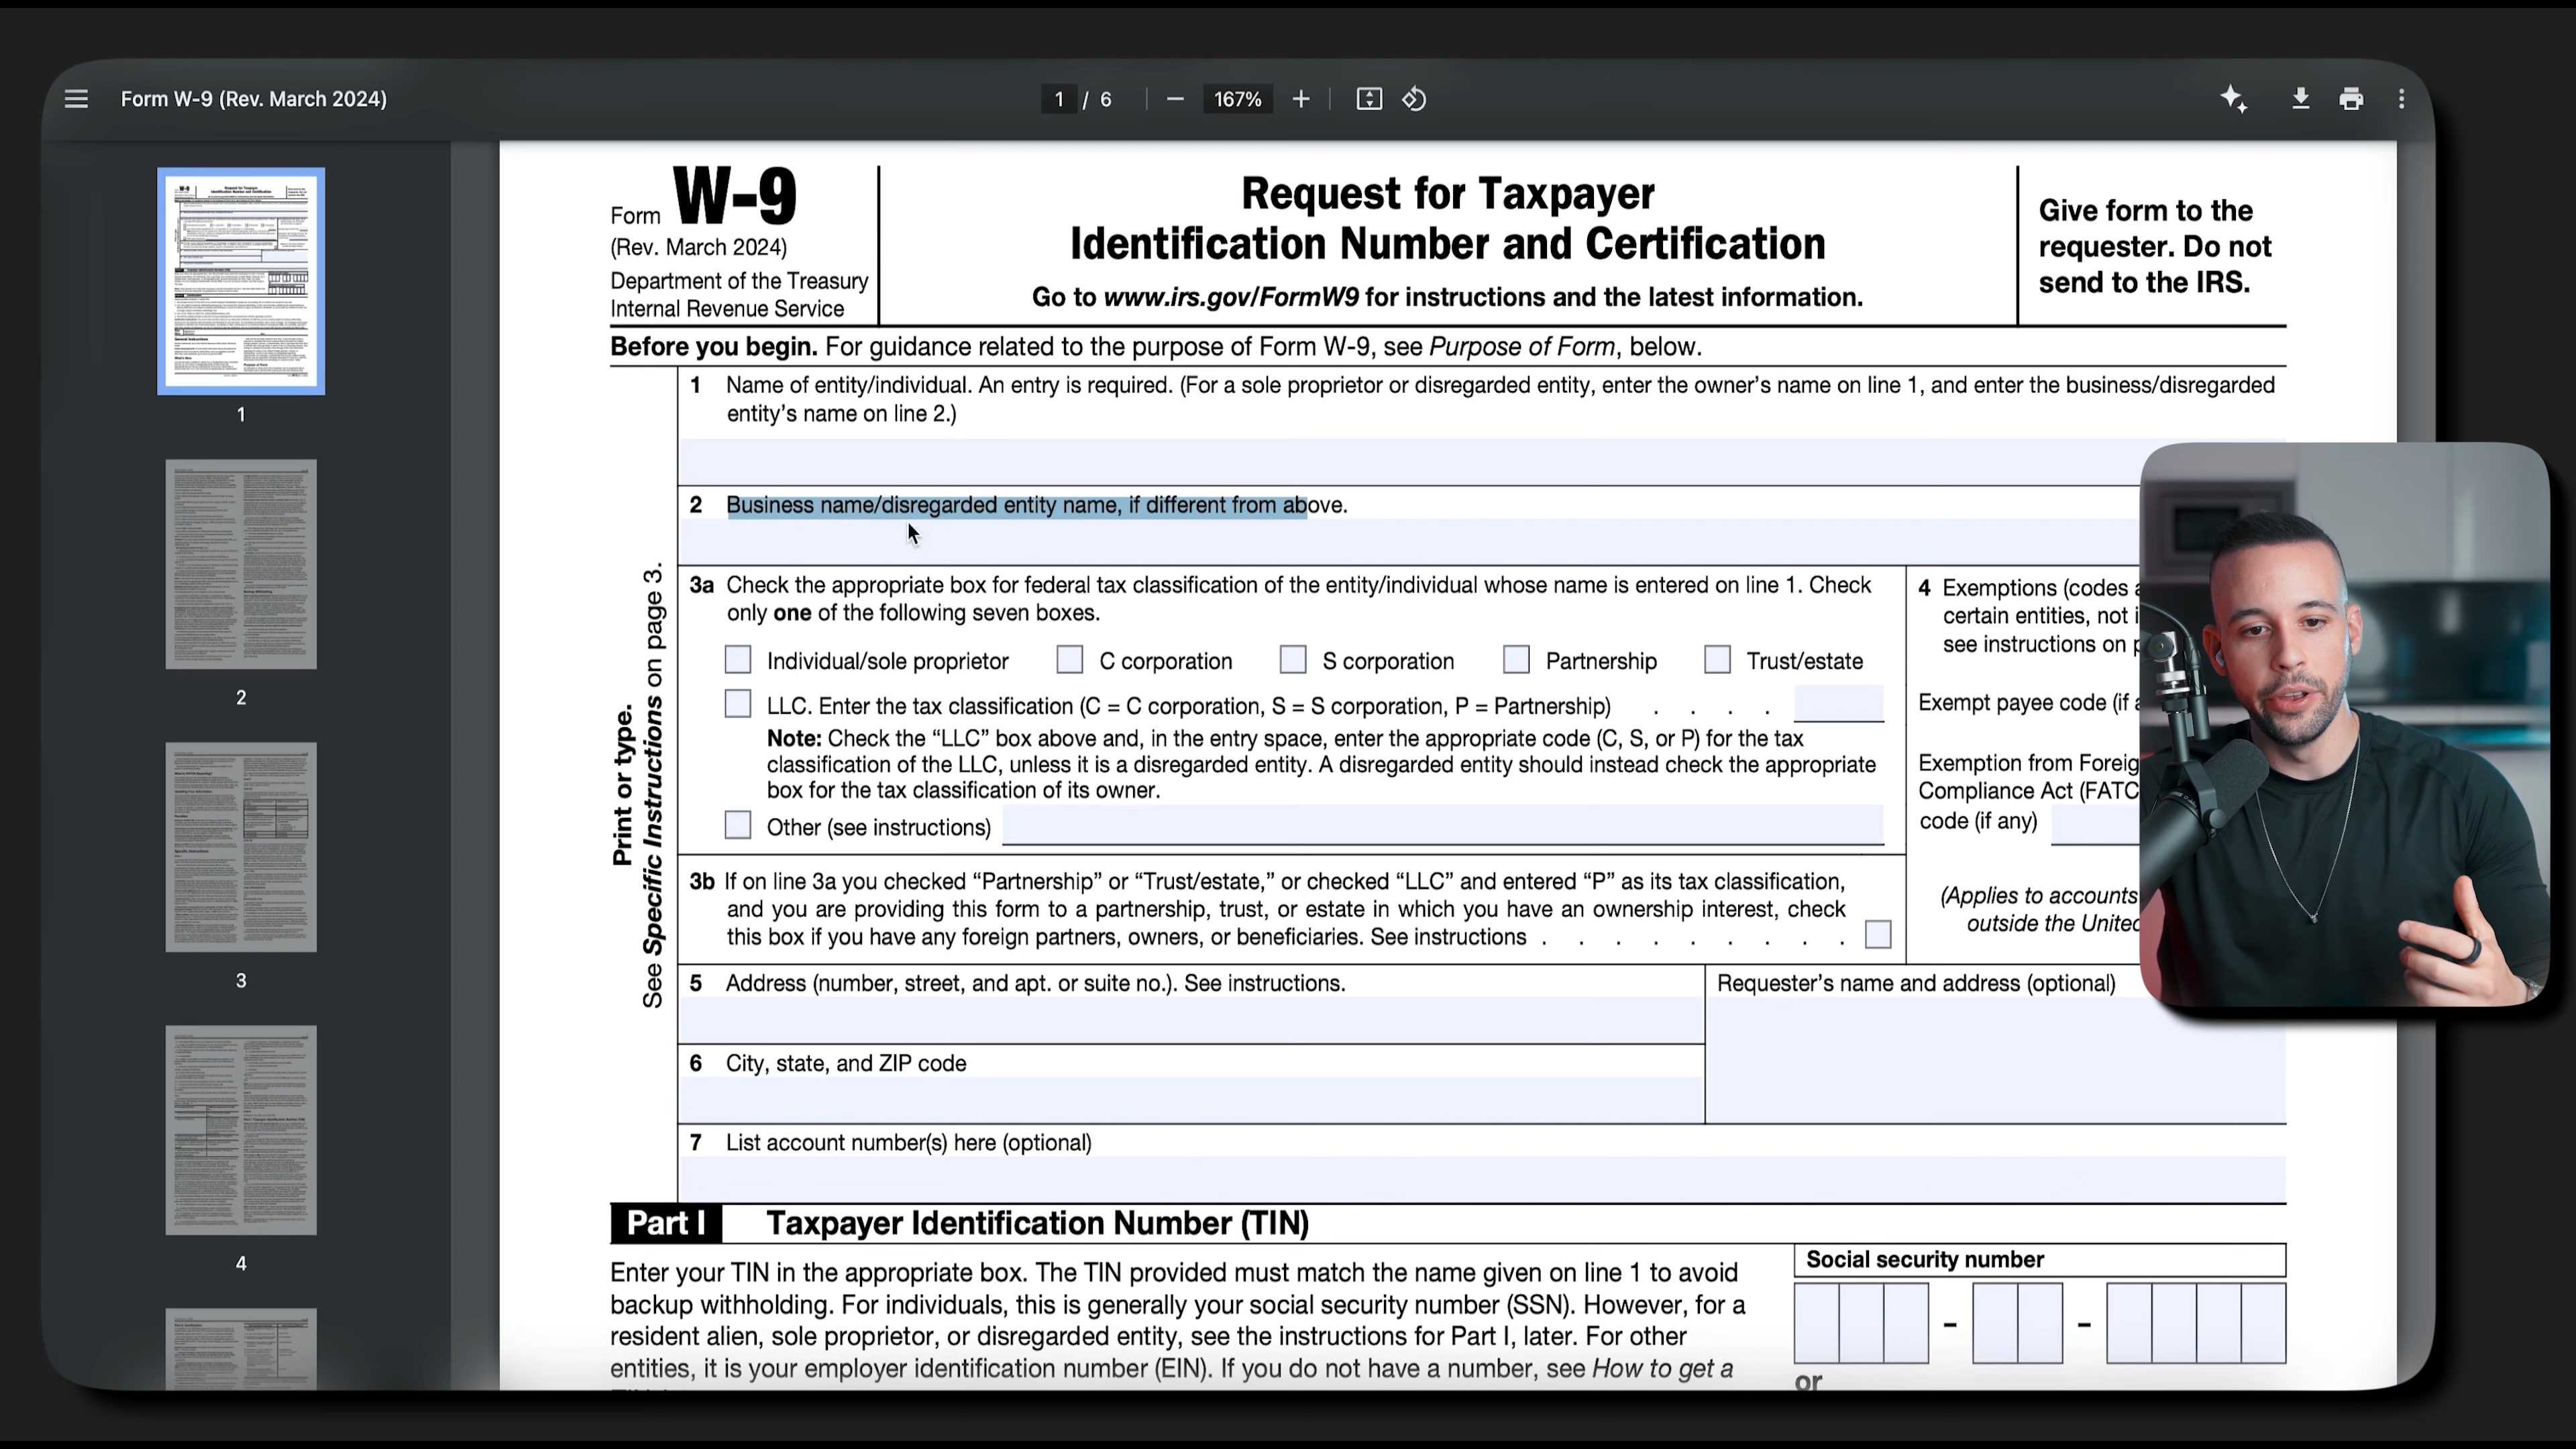 Form W-9 (Rev. March 2024)
1 / 6
167%
1
2
3
4
Form W-9
(Rev. March 2024)
Department of the Treasury
Internal Revenue Service
Request for Taxpayer
Identification Number and Certification
Go to www.irs.gov/FormW9 for instructions and the latest information.
Give form to the
requester. Do not
send to the IRS.
Before you begin. For guidance related to the purpose of Form W-9, see Purpose of Form, below.
Print or type.
See Specific Instructions on page 3.
1 Name of entity/individual. An entry is required. (For a sole proprietor or disregarded entity, enter the owner's name on line 1, and enter the business/disregarded
entity's name on line 2.)
2 Business name/disregarded entity name, if different from above.
3a Check the appropriate box for federal tax classification of the entity/individual whose name is entered on line 1. Check
only one of the following seven boxes.
Individual/sole proprietor C corporation S corporation Partnership Trust/estate
LLC. Enter the tax classification (C = C corporation, S = S corporation, P = Partnership) . . . .
Note: Check the “LLC” box above and, in the entry space, enter the appropriate code (C, S, or P) for the tax
classification of the LLC, unless it is a disregarded entity. A disregarded entity should instead check the appropriate
box for the tax classification of its owner.
Other (see instructions)
3b If on line 3a you checked “Partnership” or “Trust/estate,” or checked “LLC” and entered “P” as its tax classification,
and you are providing this form to a partnership, trust, or estate in which you have an ownership interest, check
this box if you have any foreign partners, owners, or beneficiaries. See instructions . . . . . . . . .
4 Exemptions (codes
certain entities, not
see instructions on
Exempt payee code (if
Exemption from
Compliance Act
code (if any)
(Applies to accounts
outside the
5 Address (number, street, and apt. or suite no.). See instructions.
Requester's name and address (optional)
6 City, state, and ZIP code
7 List account number(s) here (optional)
Part I Taxpayer Identification Number (TIN)
Enter your TIN in the appropriate box. The TIN provided must match the name given on line 1 to avoid
backup withholding. For individuals, this is generally your social security number (SSN). However, for a
resident alien, sole proprietor, or disregarded entity, see the instructions for Part I, later. For other
entities, it is your employer identification number (EIN). If you do not have a number, see How to get a
Social security number
– –
or